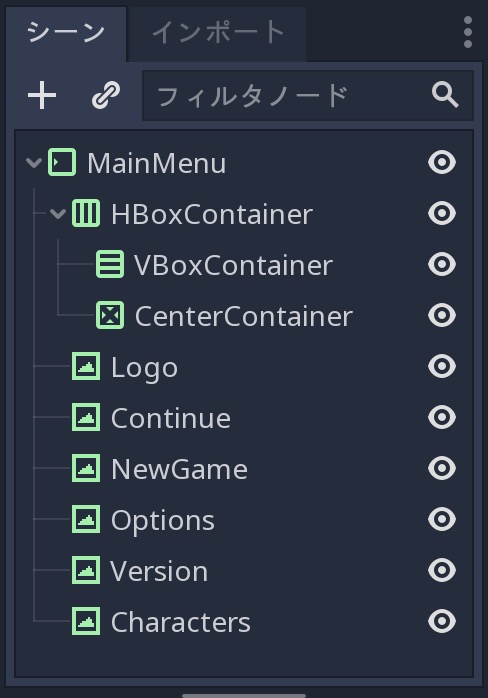 シーン インポート
フィルタノード
MainMenu
HBoxContainer
VBoxContainer
CenterContainer
Logo
Continue
NewGame
Options
Version
Characters